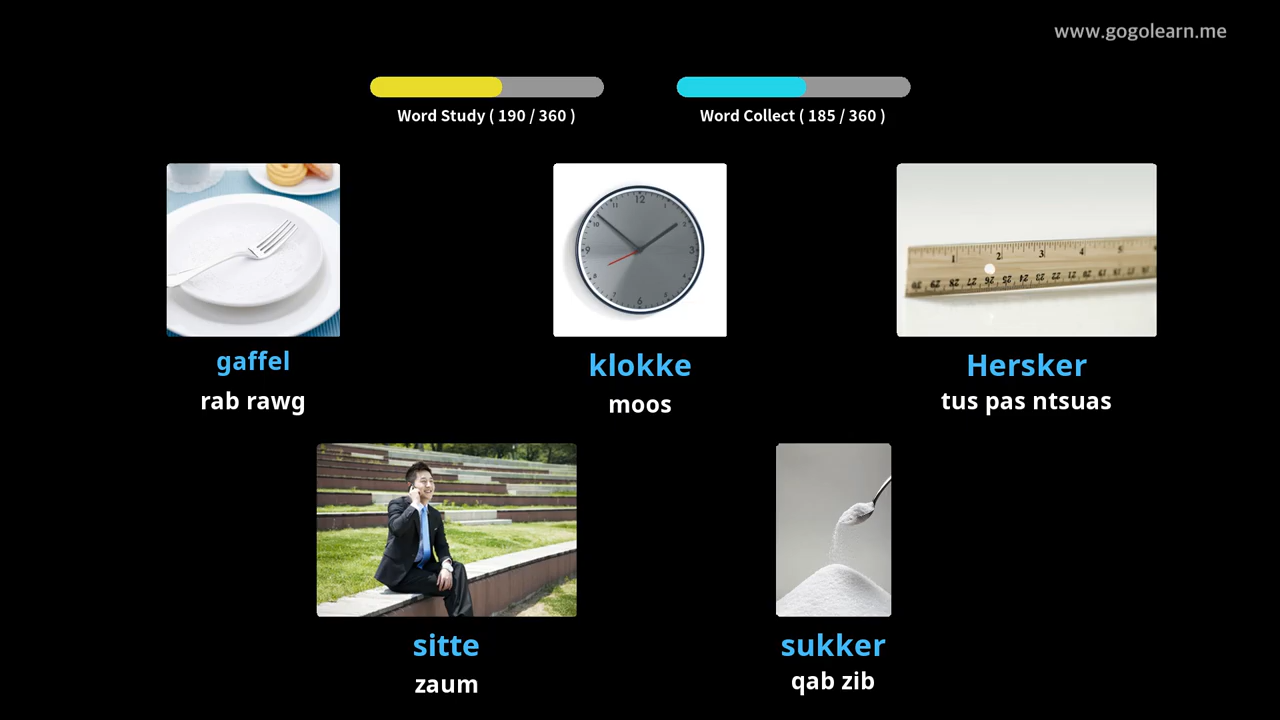 www.gogolearn.me
Word Study ( 190 / 360 )
Word Collect ( 185 / 360 )
gaffel
rab rawg
klokke
moos
Hersker
tus pas ntsuas
sitte
zaum
sukker
qab zib